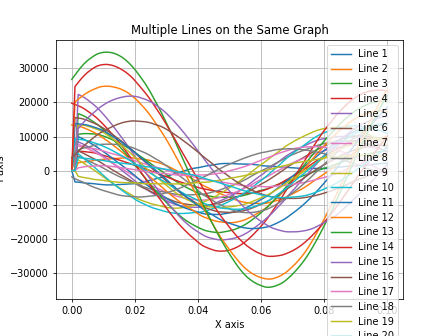 Multiple Lines on the Same Graph
30000
20000
10000
0
−10000
−20000
−30000
0.00
0.02
0.04
0.06
X axis
Line 1
Line 2
Line 3
Line 4
Line 5
Line 6
Line 7
Line 8
Line 9
Line 10
Line 11
Line 12
Line 13
Line 14
Line 15
Line 16
Line 17
Line 18
Line 19
Line 20